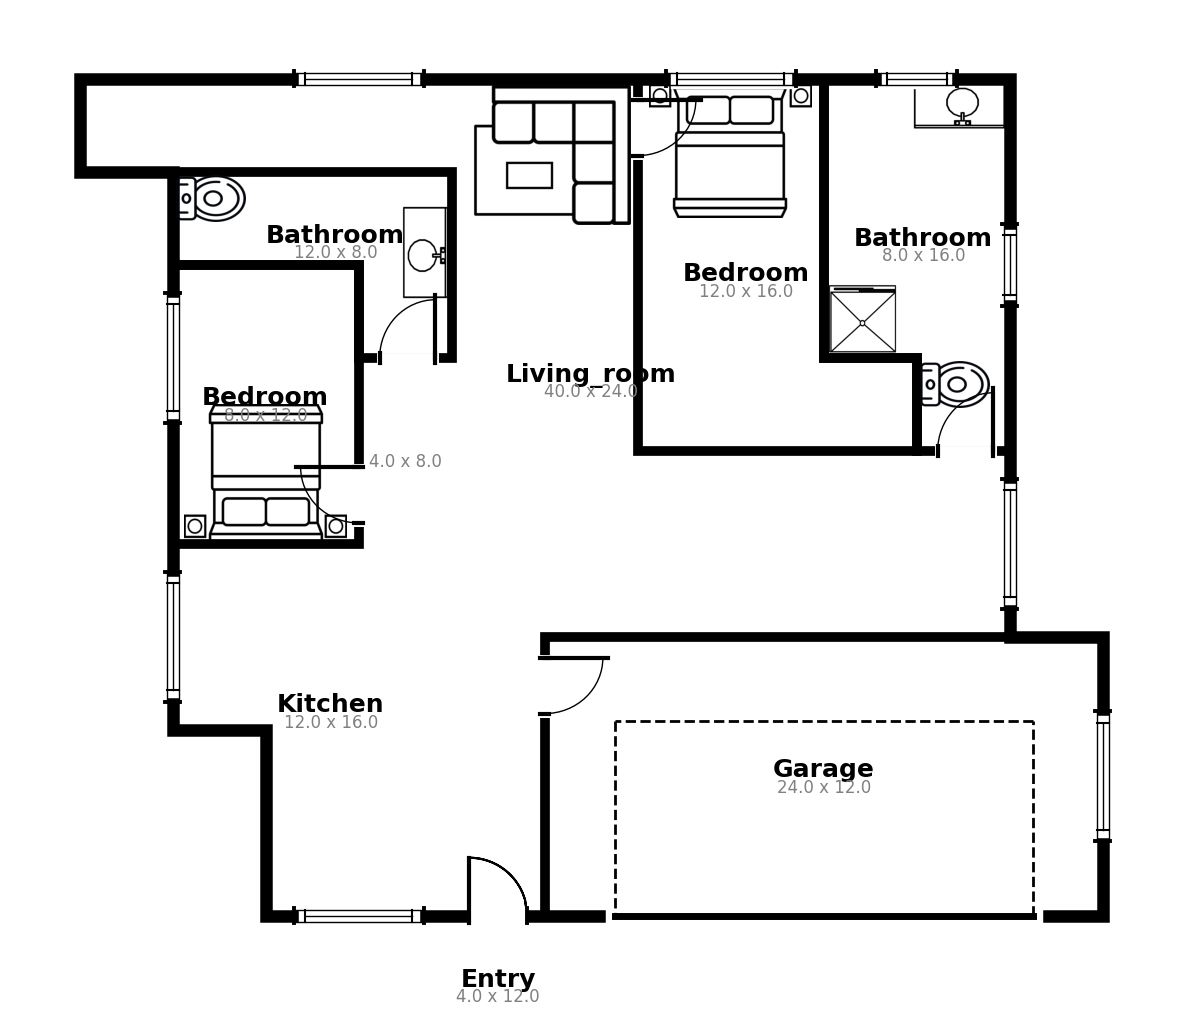 Bathroom
12.0 x 8.0
Bathroom
8.0 x 16.0
Bedroom
12.0 x 16.0
Living_room
40.0 x 24.0
Bedroom
8.0 x 12.0
4.0 x 8.0
Kitchen
12.0 x 16.0
Garage
24.0 x 12.0
Entry
4.0 x 12.0